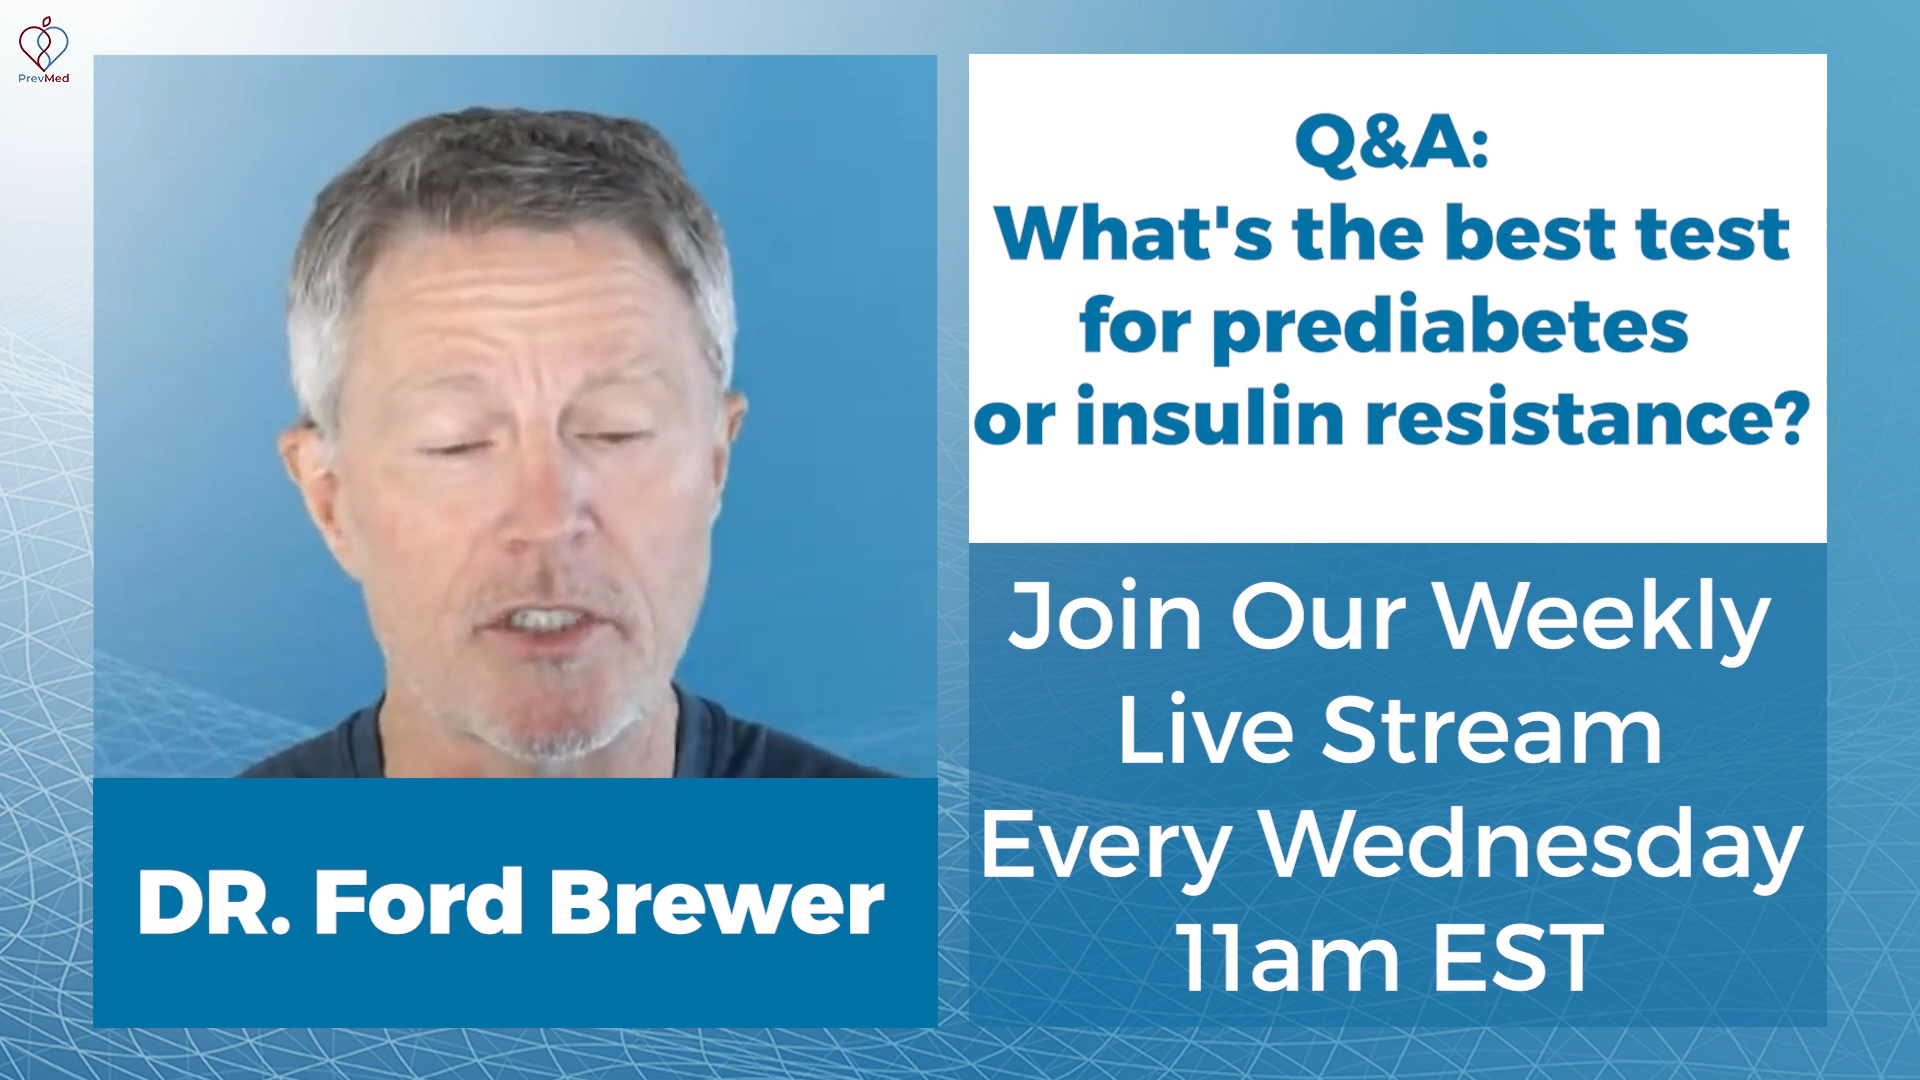 PrevMed
Q&A:
What's the best test
for prediabetes
or insulin resistance?
Join Our Weekly
Live Stream
Every Wednesday
11am EST
DR. Ford Brewer